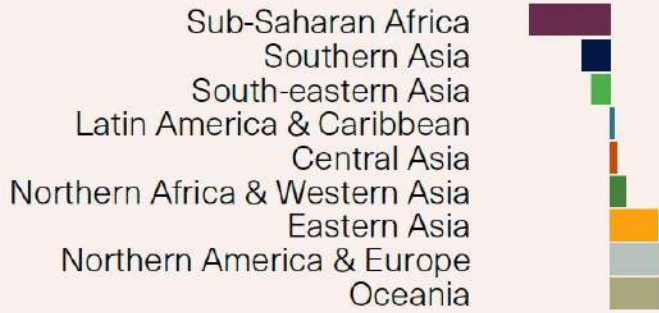 Sub-Saharan Africa
Southern Asia
South-eastern Asia
Latin America & Caribbean
Central Asia
Northern Africa & Western Asia
Eastern Asia
Northern America & Europe
Oceania